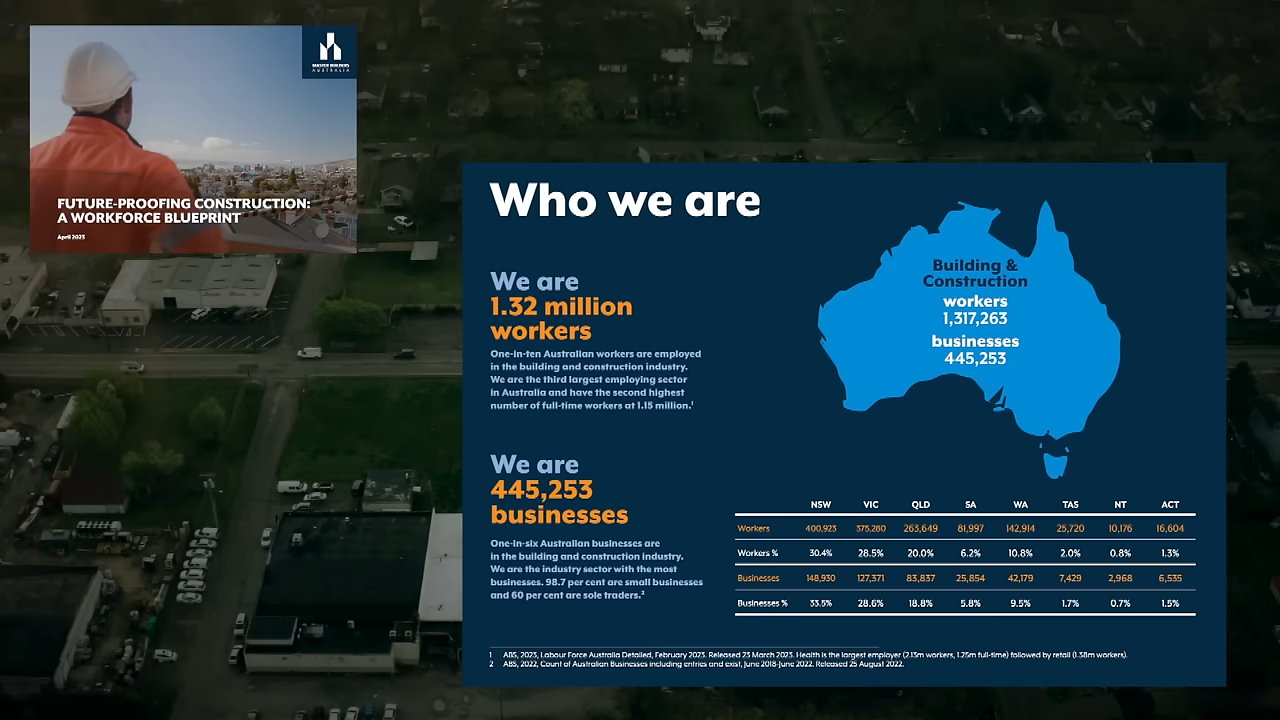 MASTER BUILDERS
AUSTRALIA
FUTURE-PROOFING CONSTRUCTION:
A WORKFORCE BLUEPRINT
April 2023
Who we are
We are
1.32 million
workers
One-in-ten Australian workers are employed
in the building and construction industry.
We are the third largest employing sector
in Australia and have the second highest
number of full-time workers at 1.15 million.¹
We are
445,253
businesses
One-in-six Australian businesses are
in the building and construction industry.
We are the industry sector with the most
businesses. 98.7 per cent are small businesses
and 60 per cent are sole traders.²
Building &
Construction
workers
1,317,263
businesses
445,253
NSW VIC QLD SA WA TAS NT ACT
Workers 400,923 375,280 263,649 81,997 142,914 25,720 10,176 16,604
Workers % 30.4% 28.5% 20.0% 6.2% 10.8% 2.0% 0.8% 1.3%
Businesses 148,930 127,371 83,837 25,854 42,179 7,429 2,968 6,535
Businesses % 33.5% 28.6% 18.8% 5.8% 9.5% 1.7% 0.7% 1.5%
1 ABS, 2023, Labour Force Australia Detailed, February 2023. Released 23 March 2023. Health is the largest employer (2.13m workers, 1.25m full-time) followed by retail (1.38m workers).
2 ABS, 2022, Count of Australian Businesses including entries and exist, June 2018-June 2022. Released 25 August 2022.